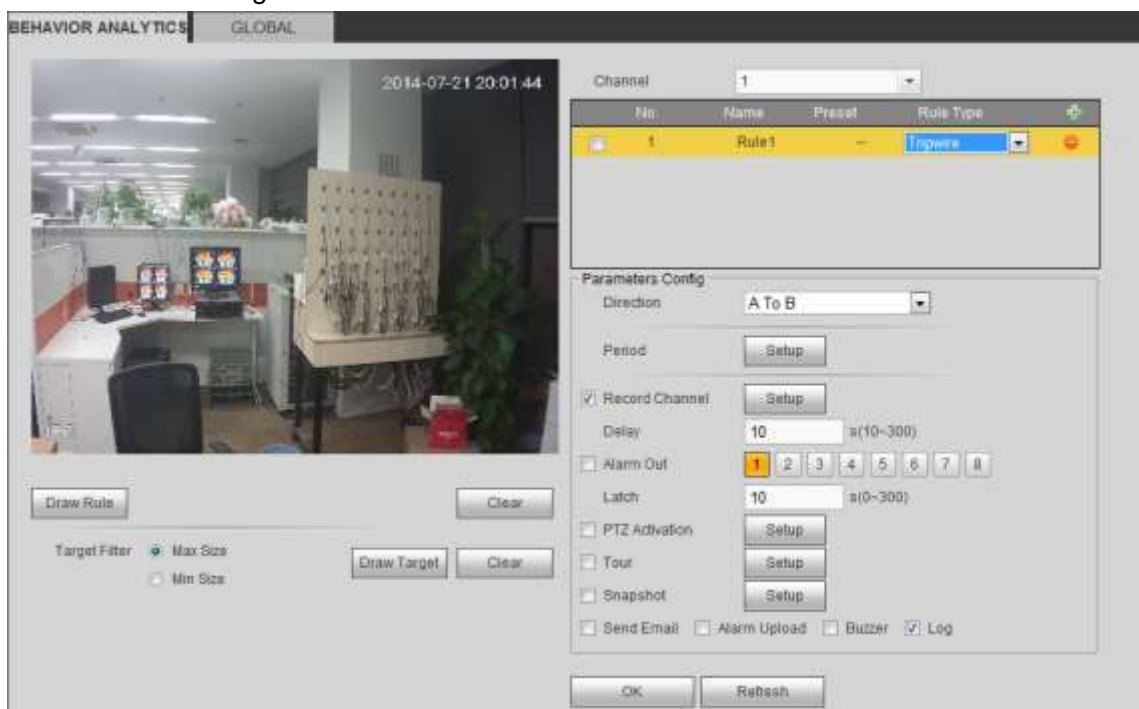 BEHAVIOR ANALYTICS GLOBAL
2014-07-21 20:01:44
Channel 1
No. Name Preset Rule Type
1 Rule1 -- Tripwire
Parameters Config
Direction A To B
Period Setup
Record Channel Setup
Delay 10 s(10~300)
Alarm Out 1 2 3 4 5 6 7 8
Latch 10 s(0~300)
PTZ Activation Setup
Tour Setup
Snapshot Setup
Send Email Alarm Upload Buzzer Log
OK Refresh
Draw Rule Clear
Target Filter Max Size
Min Size
Draw Target Clear